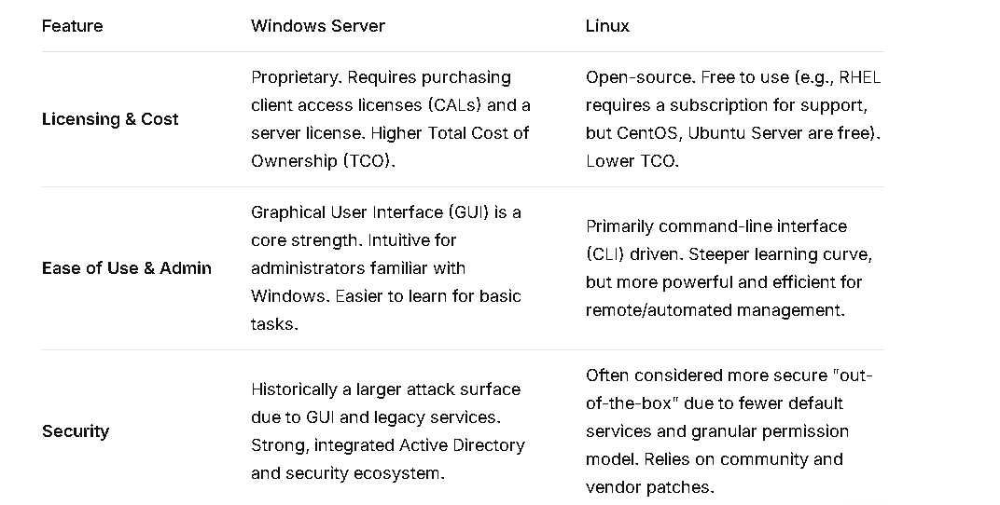 Feature Windows Server Linux
Licensing & Cost
Proprietary. Requires purchasing
client access licenses (CALs) and a
server license. Higher Total Cost of
Ownership (TCO).
Open-source. Free to use (e.g., RHEL
requires a subscription for support,
but CentOS, Ubuntu Server are free).
Lower TCO.
Ease of Use & Admin
Graphical User Interface (GUI) is a
core strength. Intuitive for
administrators familiar with
Windows. Easier to learn for basic
tasks.
Primarily command-line interface
(CLI) driven. Steeper learning curve,
but more powerful and efficient for
remote/automated management.
Security
Historically a larger attack surface
due to GUI and legacy services.
Strong, integrated Active Directory
and security ecosystem.
Often considered more secure "out-
of-the-box" due to fewer default
services and granular permission
model. Relies on community and
vendor patches.